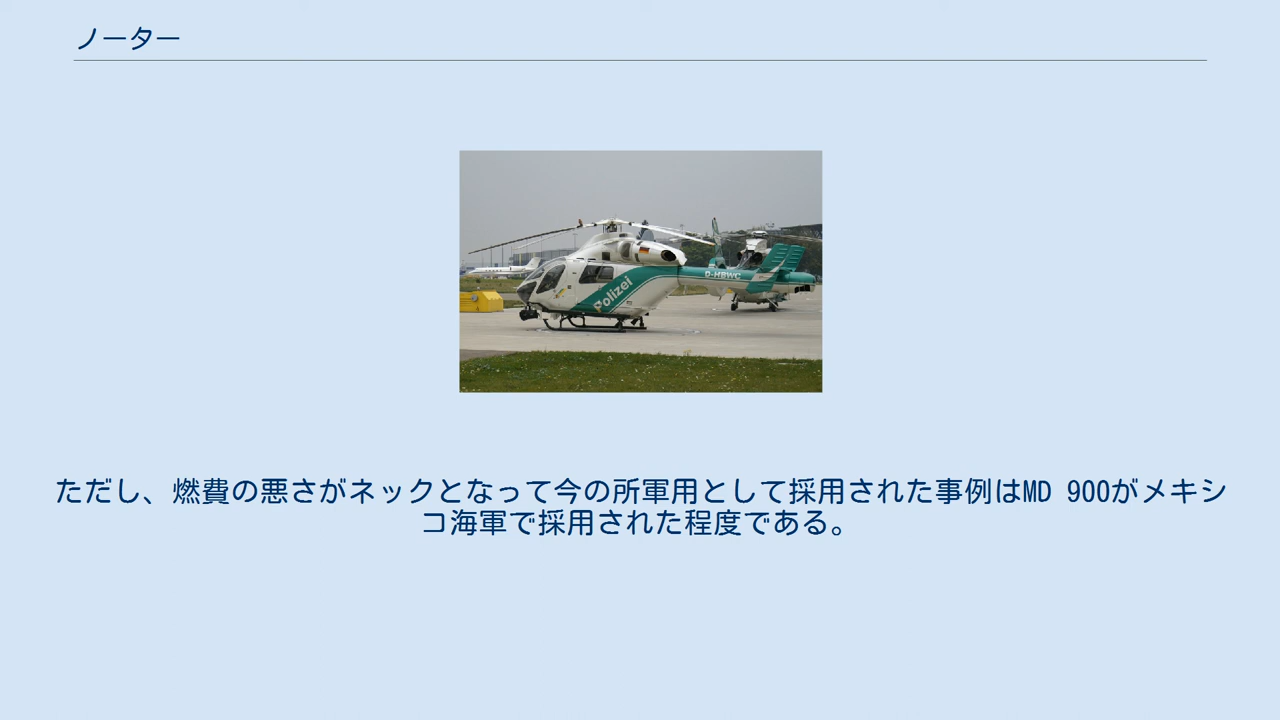 ノーター
Polizei
D-HBWC
ただし、燃費の悪さがネックとなって今の所軍用として採用された事例はMD 900がメキシ
コ海軍で採用された程度である。